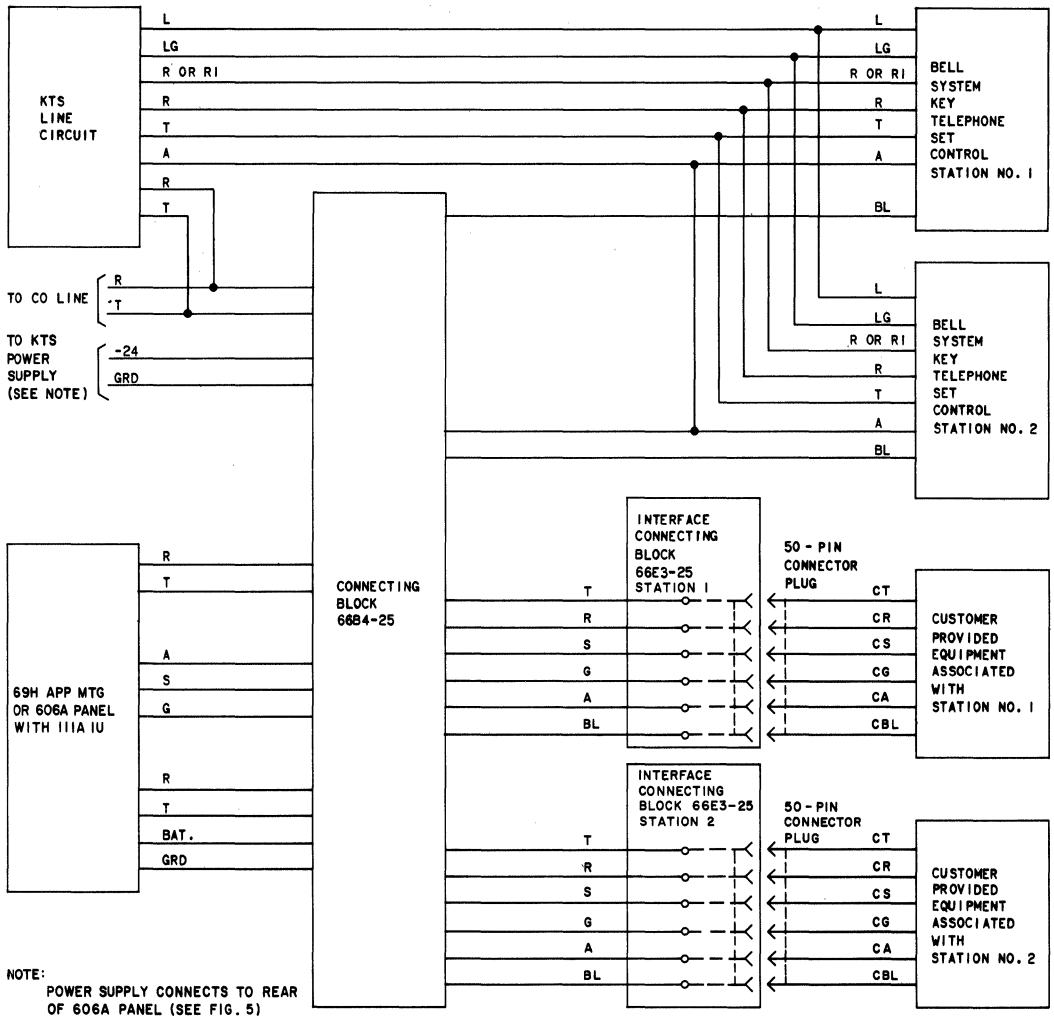 KTS
LINE
CIRCUIT
L
LG
R OR RI
R
T
A
R
T
L
LG
R OR RI
R
T
A
BL
BELL
SYSTEM
KEY
TELEPHONE
SET
CONTROL
STATION NO. 1
TO CO LINE
R
T
TO KTS
POWER
SUPPLY
(SEE NOTE)
-24
GRD
L
LG
R OR RI
R
T
A
BL
BELL
SYSTEM
KEY
TELEPHONE
SET
CONTROL
STATION NO. 2
69H APP MTG
OR 606A PANEL
WITH 111A IU
R
T
A
S
G
R
T
BAT.
GRD
CONNECTING
BLOCK
66B4-25
INTERFACE
CONNECTING
BLOCK
66E3-25
STATION 1
50 - PIN
CONNECTOR
PLUG
T
R
S
G
A
BL
CT
CR
CS
CG
CA
CBL
CUSTOMER
PROVIDED
EQUIPMENT
ASSOCIATED
WITH
STATION NO. 1
INTERFACE
CONNECTING
BLOCK 66E3-25
STATION 2
50 - PIN
CONNECTOR
PLUG
T
R
S
G
A
BL
CT
CR
CS
CG
CA
CBL
CUSTOMER
PROVIDED
EQUIPMENT
ASSOCIATED
WITH
STATION NO. 2
NOTE:
POWER SUPPLY CONNECTS TO REAR
OF 606A PANEL (SEE FIG. 5)